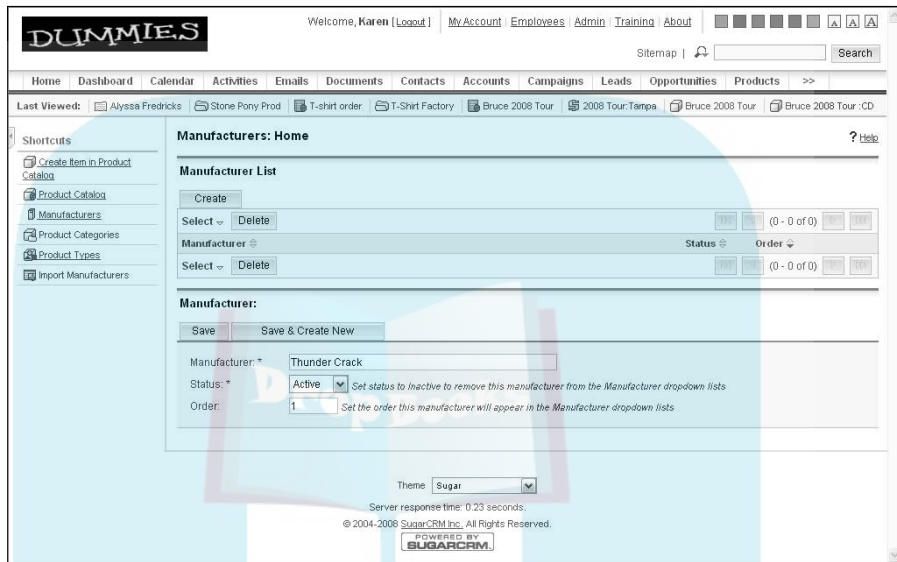 DUMMIES
Welcome, Karen [ Logout ] My Account | Employees | Admin | Training | About A A A
Sitemap | Search
Home Dashboard Calendar Activities Emails Documents Contacts Accounts Campaigns Leads Opportunities Products >>
Last Viewed: Alyssa Fredricks Stone Pony Prod T-shirt order T-Shirt Factory Bruce 2008 Tour 2008 Tour:Tampa Bruce 2008 Tour Bruce 2008 Tour :CD
Shortcuts
Create Item in Product
Catalog
Product Catalog
Manufacturers
Product Categories
Product Types
Import Manufacturers
Manufacturers: Home
? Help
Manufacturer List
Create
Select Delete (0 - 0 of 0)
Manufacturer Status Order
Select Delete (0 - 0 of 0)
Manufacturer:
Save Save & Create New
Manufacturer: * Thunder Crack
Status: * Active Set status to Inactive to remove this manufacturer from the Manufacturer dropdown lists
Order: 1 Set the order this manufacturer will appear in the Manufacturer dropdown lists
DropBooks
Theme Sugar
Server response time: 0.23 seconds.
© 2004-2008 SugarCRM Inc. All Rights Reserved.
POWERED BY
SUGARCRM.